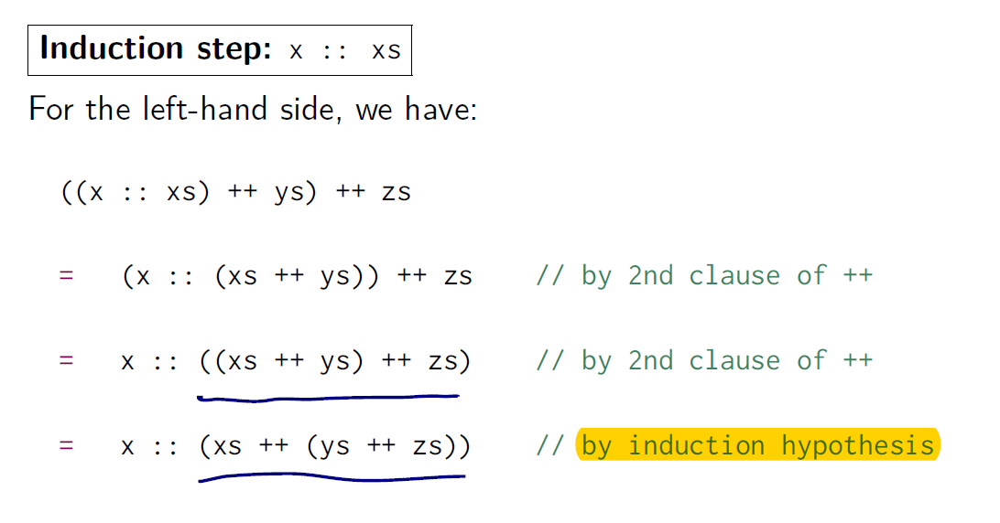 Induction step: x :: xs
For the left-hand side, we have:
((x :: xs) ++ ys) ++ zs
= (x :: (xs ++ ys)) ++ zs // by 2nd clause of ++
= x :: ((xs ++ ys) ++ zs) // by 2nd clause of ++
= x :: (xs ++ (ys ++ zs)) // by induction hypothesis